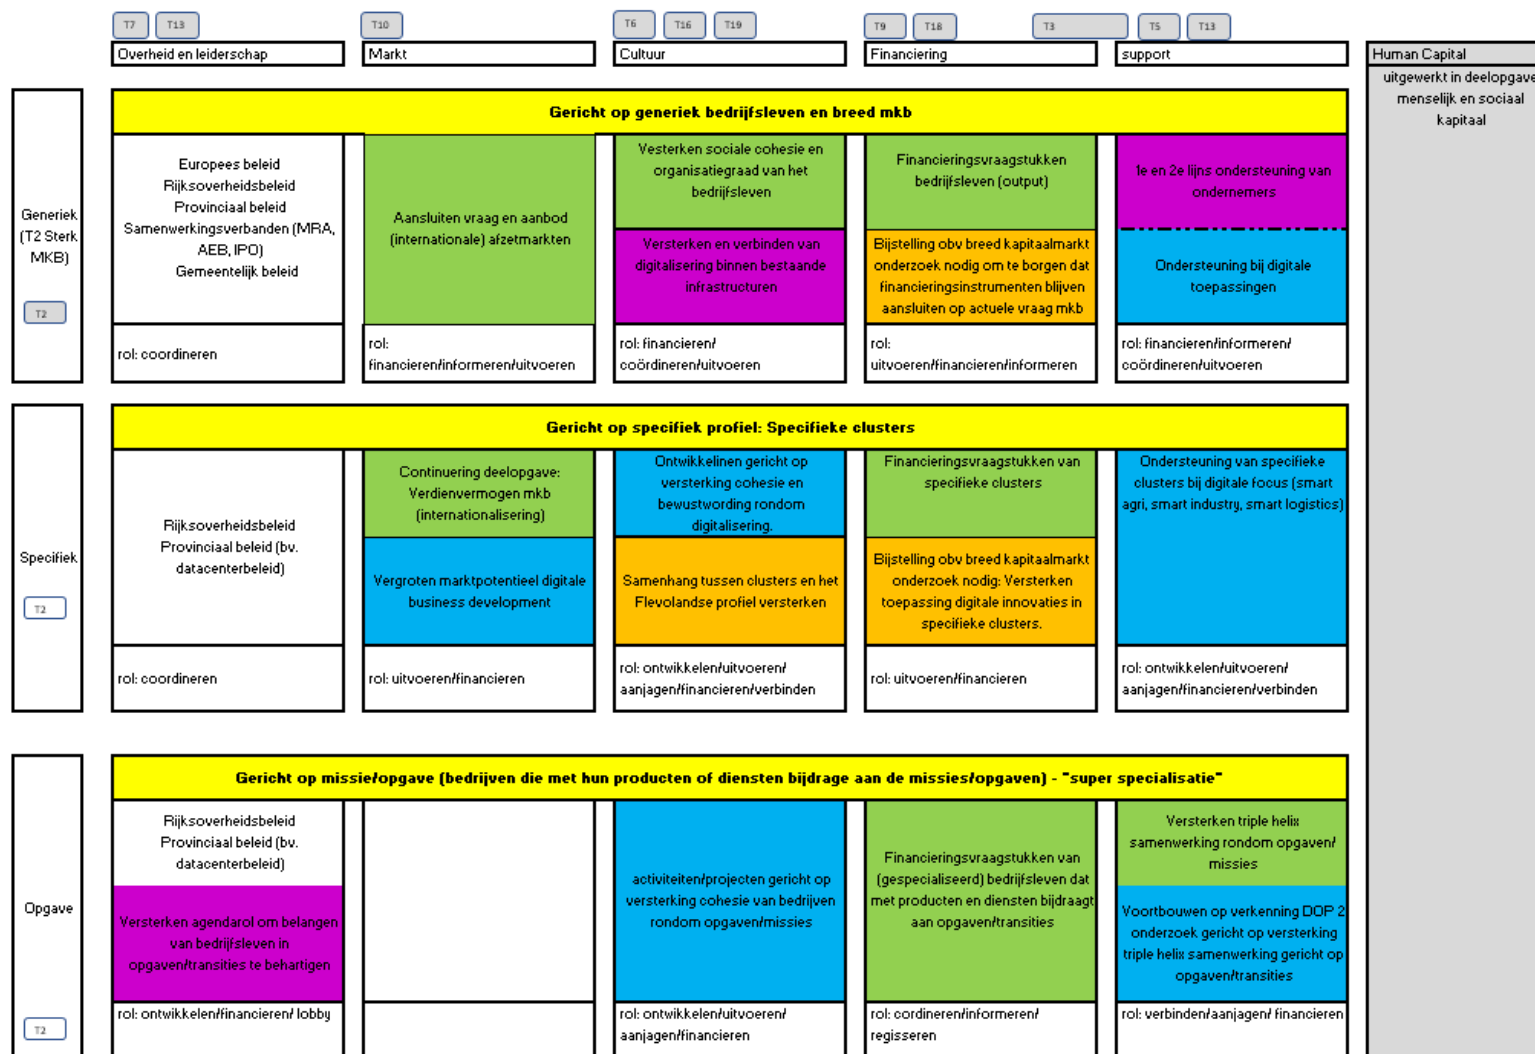 T7
T13
T10
T6
T16
T19
T9
T18
T3
T5
T13
Overheid en leiderschap
Markt
Cultuur
Financiering
support
Human Capital
uitgewerkt in deelopgave
menselijk en sociaal
kapitaal
Gericht op generiek bedrijfsleven en breed mkb
Generiek
(T2 Sterk
MKB)
T2
Europees beleid
Rijksoverheidsbeleid
Provinciaal beleid
Samenwerkingsverbanden (MRA,
AEB, IPO)
Gemeentelijk beleid
rol: coordineren
Aansluiten vraag en aanbod
(internationale) afzetmarkten
rol:
financieren/informeren/uitvoeren
Vesterken sociale cohesie en
organisatiegraad van het
bedrijfsleven
Versterken en verbinden van
digitalisering binnen bestaande
infrastructuren
rol: financieren/
coördineren/uitvoeren
Financieringsvraagstukken
bedrijfsleven (output)
Bijstelling obv breed kapitaalmarkt
onderzoek nodig om te borgen dat
financieringsinstrumenten blijven
aansluiten op actuele vraag mkb
rol:
uitvoeren/financieren/informeren
1e en 2e lijns ondersteuning van
ondernemers
Ondersteuning bij digitale
toepassingen
rol: financieren/informeren/
coördineren/uitvoeren
Gericht op specifiek profiel: Specifieke clusters
Specifiek
T2
Rijksoverheidsbeleid
Provinciaal beleid (bv.
datacenterbeleid)
rol: coordineren
Continuering deelopgave:
Verdienvermogen mkb
(internationalisering)
Vergroten marktpotentieel digitale
business development
rol: uitvoeren/financieren
Ontwikkelinen gericht op
versterking cohesie en
bewustwording rondom
digitalisering.
Samenhang tussen clusters en het
Flevolandse profiel versterken
rol: ontwikkelen/uitvoeren/
aanjagen/financieren/verbinden
Financieringsvraagstukken van
specifieke clusters
Bijstelling obv breed kapitaalmarkt
onderzoek nodig: Versterken
toepassing digitale innovaties in
specifieke clusters.
rol: uitvoeren/financieren
Ondersteuning van specifieke
clusters bij digitale focus (smart
agri, smart industry, smart logistics)
rol: ontwikkelen/uitvoeren/
aanjagen/financieren/verbinden
Gericht op missie/opgave (bedrijven die met hun producten of diensten bijdrage aan de missies/opgaven) - "super specialisatie"
Opgave
T2
Rijksoverheidsbeleid
Provinciaal beleid (bv.
datacenterbeleid)
Versterken agendarol om belangen
van bedrijfsleven in
opgaven/transities te behartigen
rol: ontwikkelen/financieren/ lobby
activiteiten/projecten gericht op
versterking cohesie van bedrijven
rondom opgaven/missies
rol: ontwikkelen/uitvoeren/
aanjagen/financieren
Financieringsvraagstukken van
(gespecialiseerd) bedrijfsleven dat
met producten en diensten bijdraagt
aan opgaven/transities
rol: cordineren/informeren/
regisseren
Versterken triple helix
samenwerking rondom opgaven/
missies
Voortbouwen op verkenning DOP 2
onderzoek gericht op versterking
triple helix samenwerking gericht op
opgaven/transities
rol: verbinden/aanjagen/ financieren